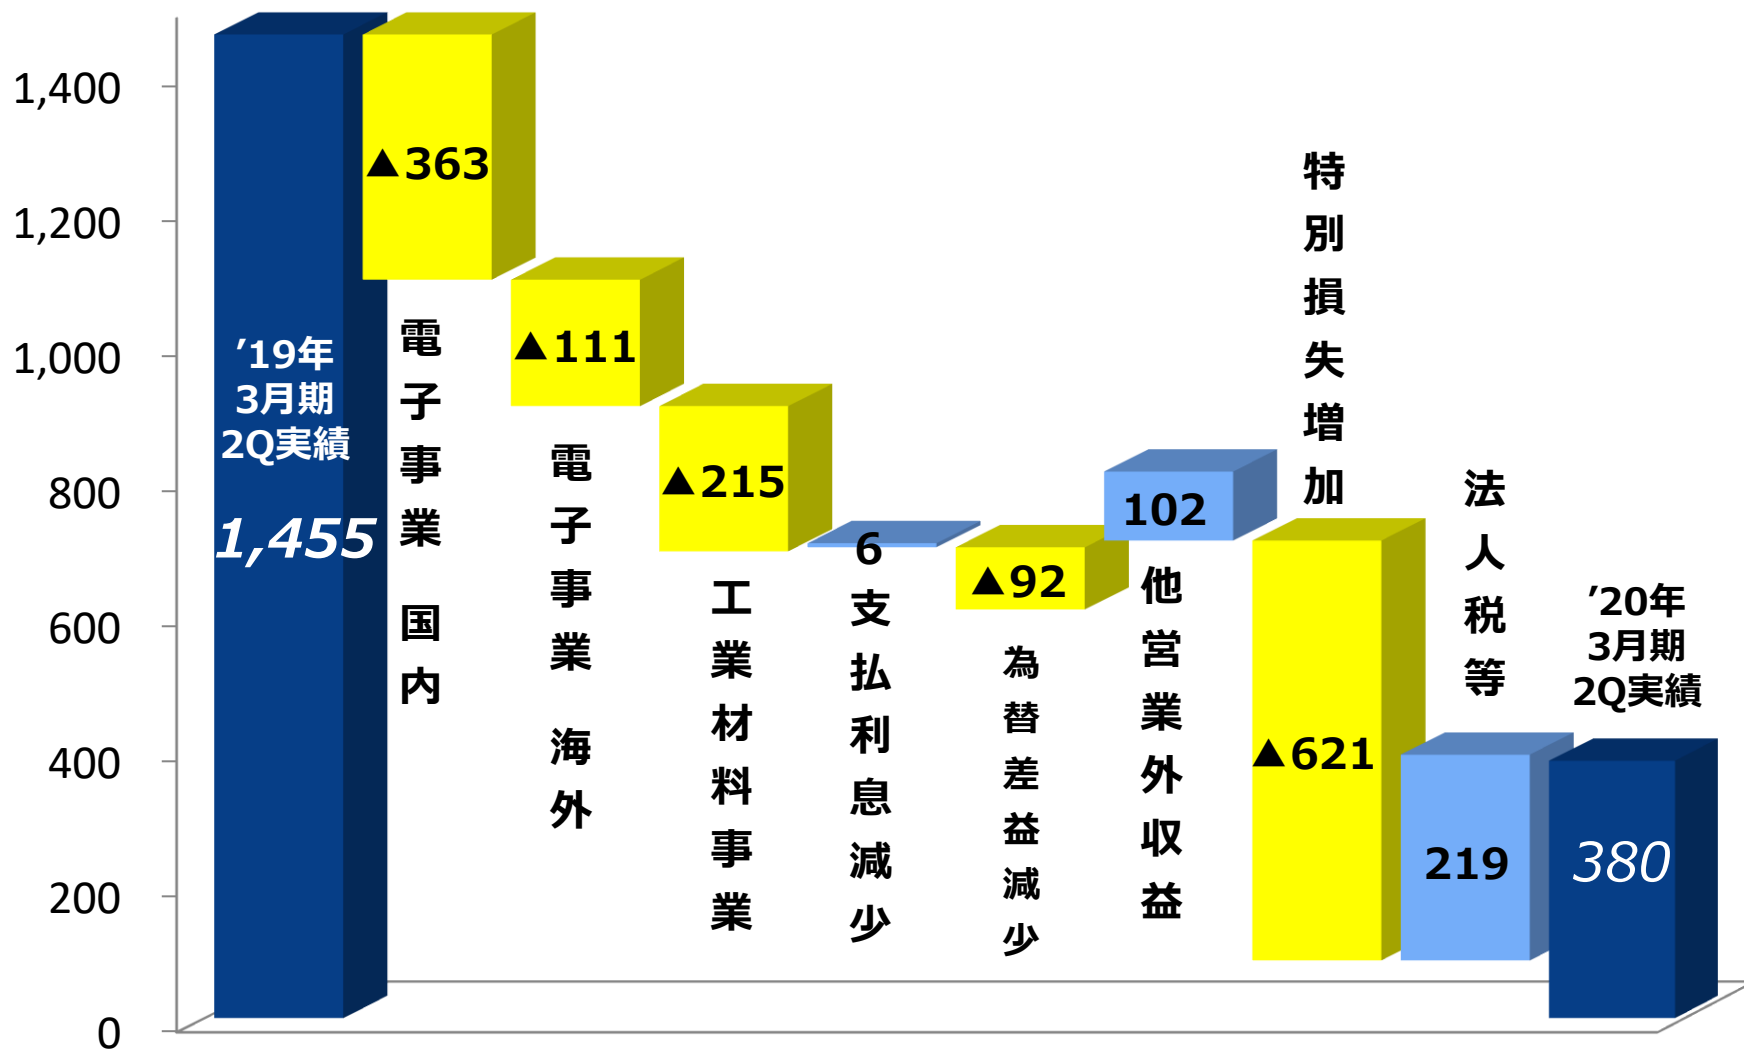 1,400
1,200
1,000
800
600
400
200
0
’19年
3月期
2Q実績
1,455
▲363
電子事業 国内
▲111
電子事業 海外
▲215
工業材料事業
6
支払利息減少
▲92
為替差益減少
102
他営業外収益
特別損失増加
▲621
法人税等
219
’20年
3月期
2Q実績
380